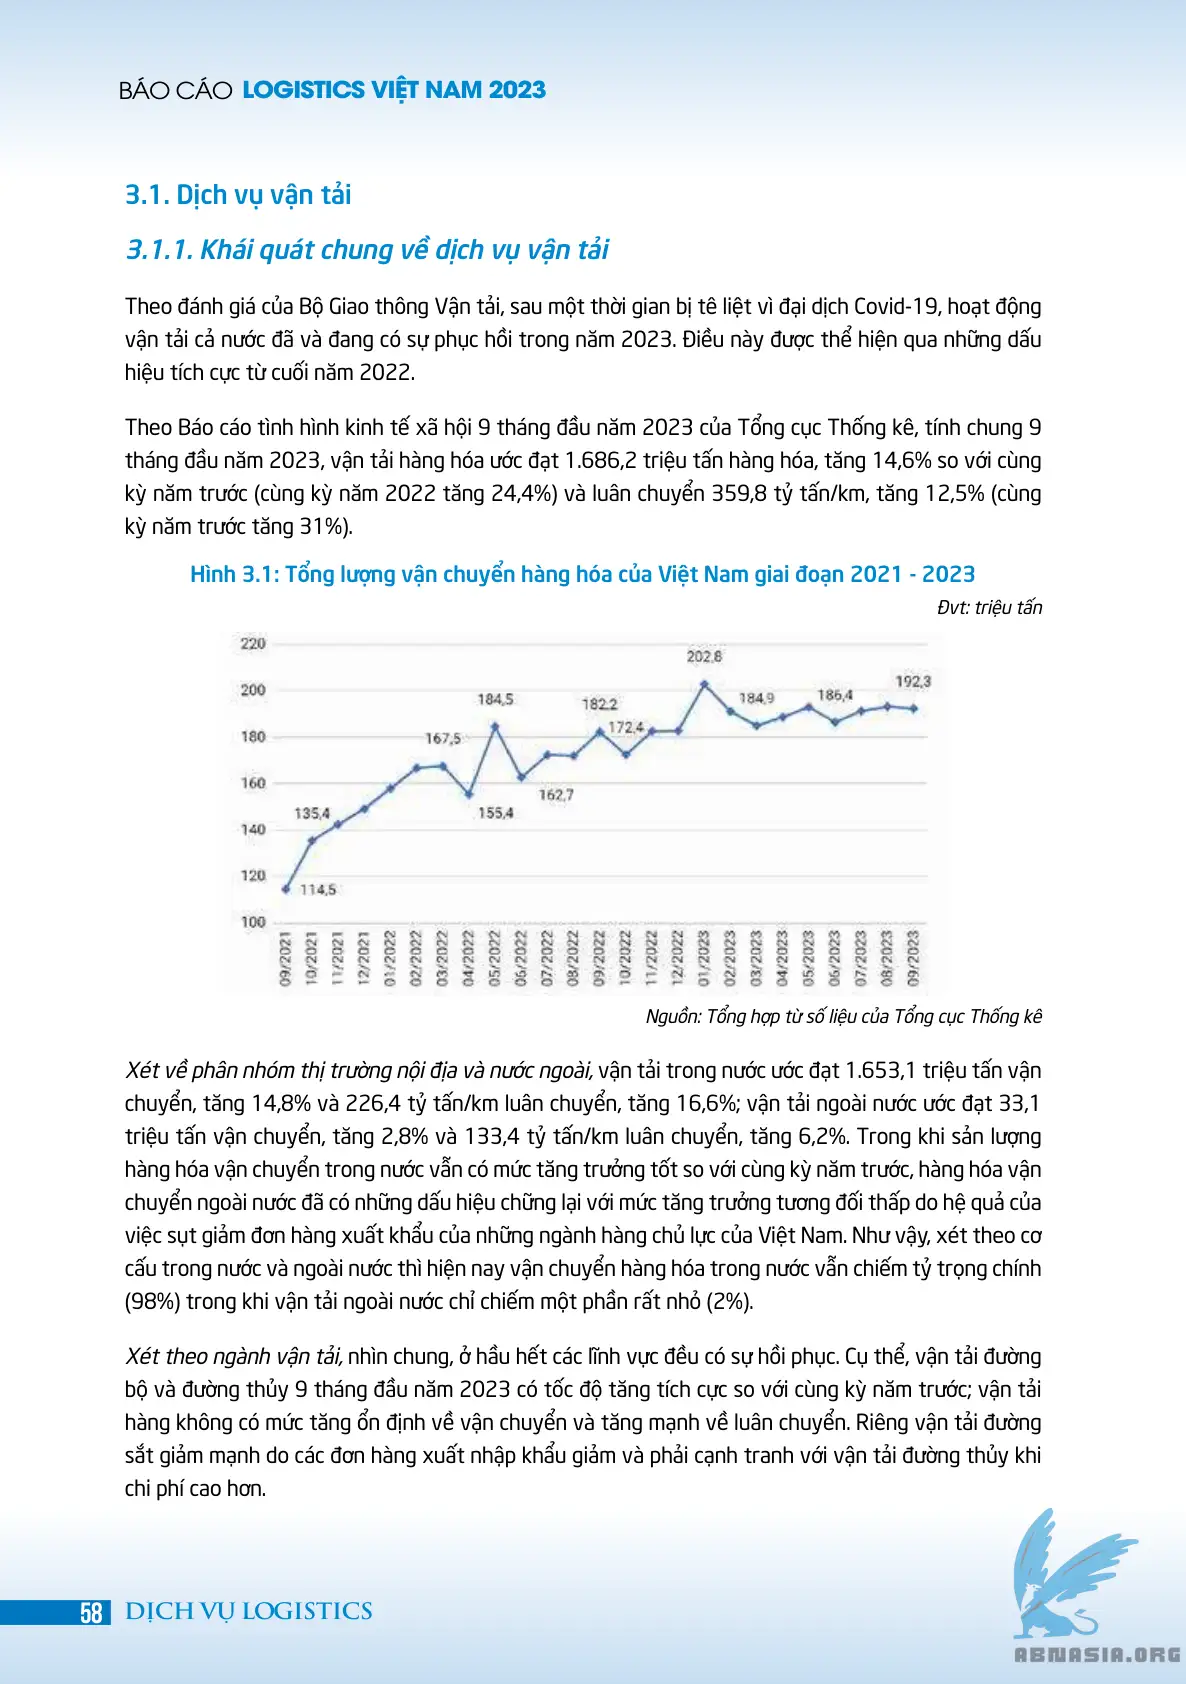 BÁO CÁO LOGISTICS VIỆT NAM 2023
3.1. Dịch vụ vận tải
3.1.1. Khái quát chung về dịch vụ vận tải
Theo đánh giá của Bộ Giao thông Vận tải, sau một thời gian bị tê liệt vì đại dịch Covid-19, hoạt động
vận tải cả nước đã và đang có sự phục hồi trong năm 2023. Điều này được thể hiện qua những dấu
hiệu tích cực từ cuối năm 2022.
Theo Báo cáo tình hình kinh tế xã hội 9 tháng đầu năm 2023 của Tổng cục Thống kê, tính chung 9
tháng đầu năm 2023, vận tải hàng hóa ước đạt 1.686,2 triệu tấn hàng hóa, tăng 14,6% so với cùng
kỳ năm trước (cùng kỳ năm 2022 tăng 24,4%) và luân chuyển 359,8 tỷ tấn/km, tăng 12,5% (cùng
kỳ năm trước tăng 31%).
Hình 3.1: Tổng lượng vận chuyển hàng hóa của Việt Nam giai đoạn 2021 - 2023
Đvt: triệu tấn
220
200
180
160
140
120
100
114,5
135,4
167,5
155,4
184,5
162,7
182,2
172,4
202,8
184,9
186,4
192,3
09/2021
10/2021
11/2021
12/2021
01/2022
02/2022
03/2022
04/2022
05/2022
06/2022
07/2022
08/2022
09/2022
10/2022
11/2022
12/2022
01/2023
02/2023
03/2023
04/2023
05/2023
06/2023
07/2023
08/2023
09/2023
Nguồn: Tổng hợp từ số liệu của Tổng cục Thống kê
Xét về phân nhóm thị trường nội địa và nước ngoài, vận tải trong nước ước đạt 1.653,1 triệu tấn vận
chuyển, tăng 14,8% và 226,4 tỷ tấn/km luân chuyển, tăng 16,6%; vận tải ngoài nước ước đạt 33,1
triệu tấn vận chuyển, tăng 2,8% và 133,4 tỷ tấn/km luân chuyển, tăng 6,2%. Trong khi sản lượng
hàng hóa vận chuyển trong nước vẫn có mức tăng trưởng tốt so với cùng kỳ năm trước, hàng hóa vận
chuyển ngoài nước đã có những dấu hiệu chững lại với mức tăng trưởng tương đối thấp do hệ quả của
việc sụt giảm đơn hàng xuất khẩu của những ngành hàng chủ lực của Việt Nam. Như vậy, xét theo cơ
cấu trong nước và ngoài nước thì hiện nay vận chuyển hàng hóa trong nước vẫn chiếm tỷ trọng chính
(98%) trong khi vận tải ngoài nước chỉ chiếm một phần rất nhỏ (2%).
Xét theo ngành vận tải, nhìn chung, ở hầu hết các lĩnh vực đều có sự hồi phục. Cụ thể, vận tải đường
bộ và đường thủy 9 tháng đầu năm 2023 có tốc độ tăng tích cực so với cùng kỳ năm trước; vận tải
hàng không có mức tăng ổn định về vận chuyển và tăng mạnh về luân chuyển. Riêng vận tải đường
sắt giảm mạnh do các đơn hàng xuất nhập khẩu giảm và phải cạnh tranh với vận tải đường thủy khi
chi phí cao hơn.
58 DỊCH VỤ LOGISTICS
ABNASIA.ORG